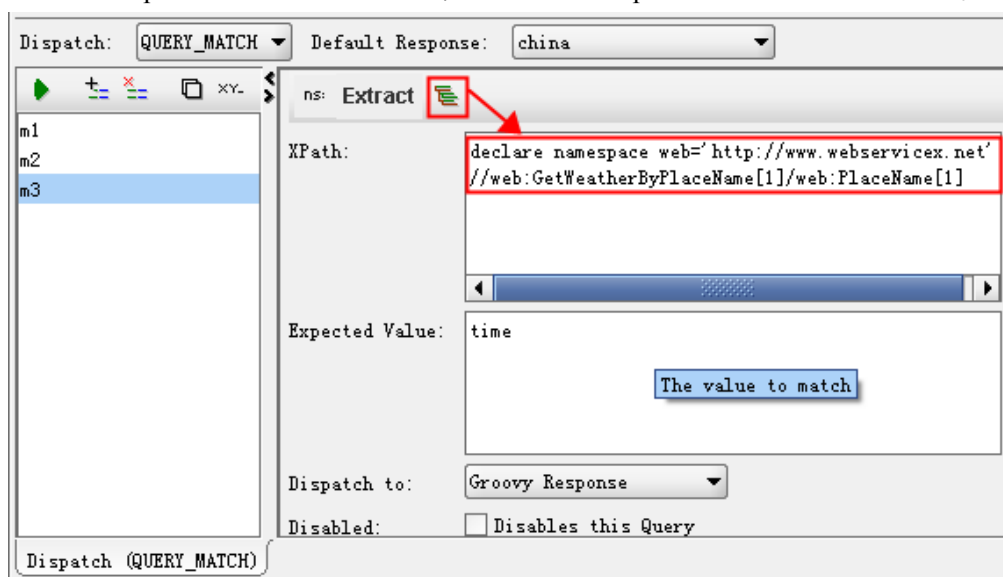 Dispatch: QUERY_MATCH Default Response: china
XY-
ns: Extract
m1
m2
m3
XPath:
declare namespace web='http://www.webservicex.net'
//web:GetWeatherByPlaceName[1]/web:PlaceName[1]
Expected Value:
time
The value to match
Dispatch to: Groovy Response
Disabled: Disables this Query
Dispatch (QUERY_MATCH)